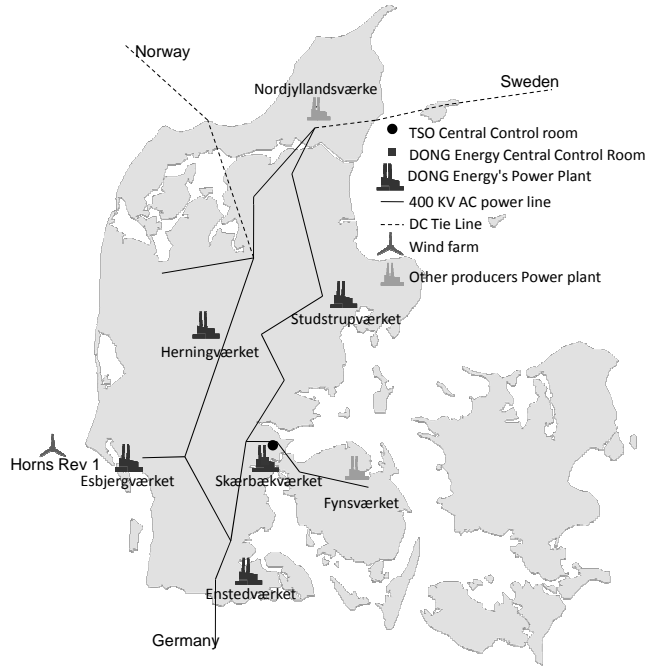 Norway
Sweden
Nordjyllandsværke
TSO Central Control room
DONG Energy Central Control Room
DONG Energy's Power Plant
400 KV AC power line
DC Tie Line
Wind farm
Other producers Power plant
Studstrupværket
Herningværket
Horns Rev 1
Esbjergværket
Skærbækværket
Fynsværket
Enstedværket
Germany